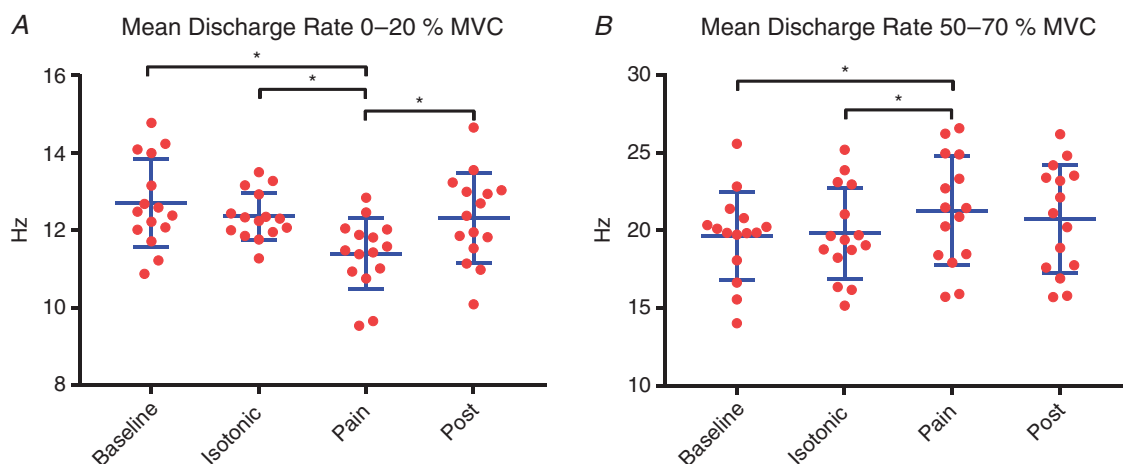 A Mean Discharge Rate 0–20 % MVC
16
14
12
10
8
Hz
*
*
*
Baseline
Isotonic
Pain
Post
B Mean Discharge Rate 50–70 % MVC
30
25
20
15
10
Hz
*
*
Baseline
Isotonic
Pain
Post